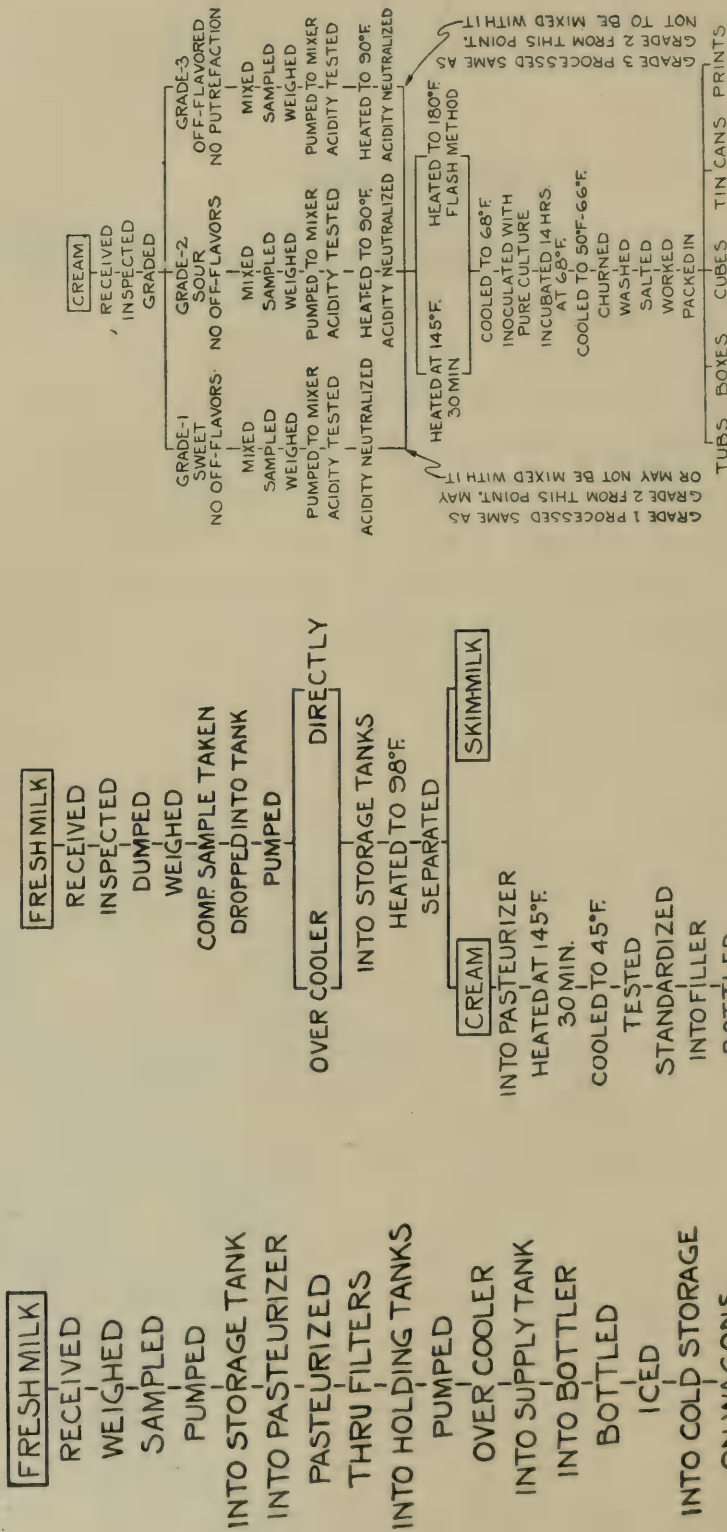 FRESH MILK
RECEIVED
WEIGHED
SAMPLED
PUMPED
INTO STORAGE TANK
INTO PASTEURIZER
PASTEURIZED
THRU FILTERS
INTO HOLDING TANKS
PUMPED
OVER COOLER
INTO SUPPLY TANK
INTO BOTTLER
BOTTLED
ICED
INTO COLD STORAGE
ON WAGONS
FRESH MILK
RECEIVED
INSPECTED
DUMPED
WEIGHED
COMP. SAMPLE TAKEN
DROPPED INTO TANK
PUMPED
OVER COOLER DIRECTLY
INTO STORAGE TANKS
HEATED TO 98°F.
SEPARATED
CREAM SKIM-MILK
INTO PASTEURIZER
HEATED AT 145°F.
30 MIN.
COOLED TO 45°F.
TESTED
STANDARDIZED
INTO FILLER
BOTTLED
CREAM
RECEIVED
INSPECTED
GRADED
GRADE-1
SWEET
NO OFF-FLAVORS
MIXED
SAMPLED
WEIGHED
PUMPED TO MIXER
ACIDITY TESTED
ACIDITY NEUTRALIZED
GRADE-2
SOUR
NO OFF-FLAVORS
MIXED
SAMPLED
WEIGHED
PUMPED TO MIXER
ACIDITY TESTED
HEATED TO 90°F.
ACIDITY NEUTRALIZED
GRADE-3
OFF-FLAVORED
NO PUTREFACTION
MIXED
SAMPLED
WEIGHED
PUMPED TO MIXER
ACIDITY TESTED
HEATED TO 90°F.
ACIDITY NEUTRALIZED
GRADE 1 PROCESSED SAME AS
GRADE 2 FROM THIS POINT. MAY
OR MAY NOT BE MIXED WITH IT
GRADE 3 PROCESSED SAME AS
GRADE 2 FROM THIS POINT.
NOT TO BE MIXED WITH IT
HEATED AT 145°F.
30 MIN
HEATED TO 180°F.
FLASH METHOD
COOLED TO 68°F.
INOCULATED WITH
PURE CULTURE
INCUBATED 14 HRS.
AT 68°F.
COOLED TO 50°F-66°F.
CHURNED
WASHED
SALTED
WORKED
PACKED IN
TUBS BOXES CUBES TIN CANS PRINTS